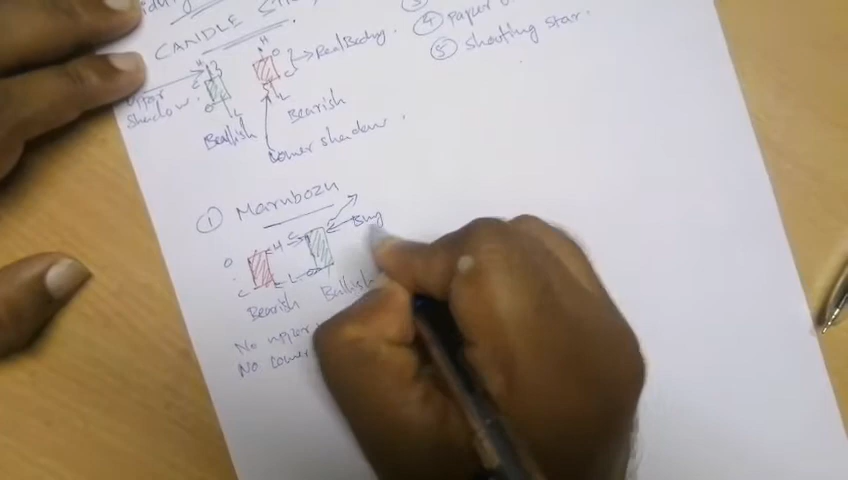 CANDLE
④ paper
⑤ shooting star.
H
H
O
Real Body.
upper
shadow.
C
C
O
L
L
Bullish
Bearish
Lower shadow.
① Marubozu
Buy
O
H
C
C
L
O
Bearish Bullish
No upper
No lower